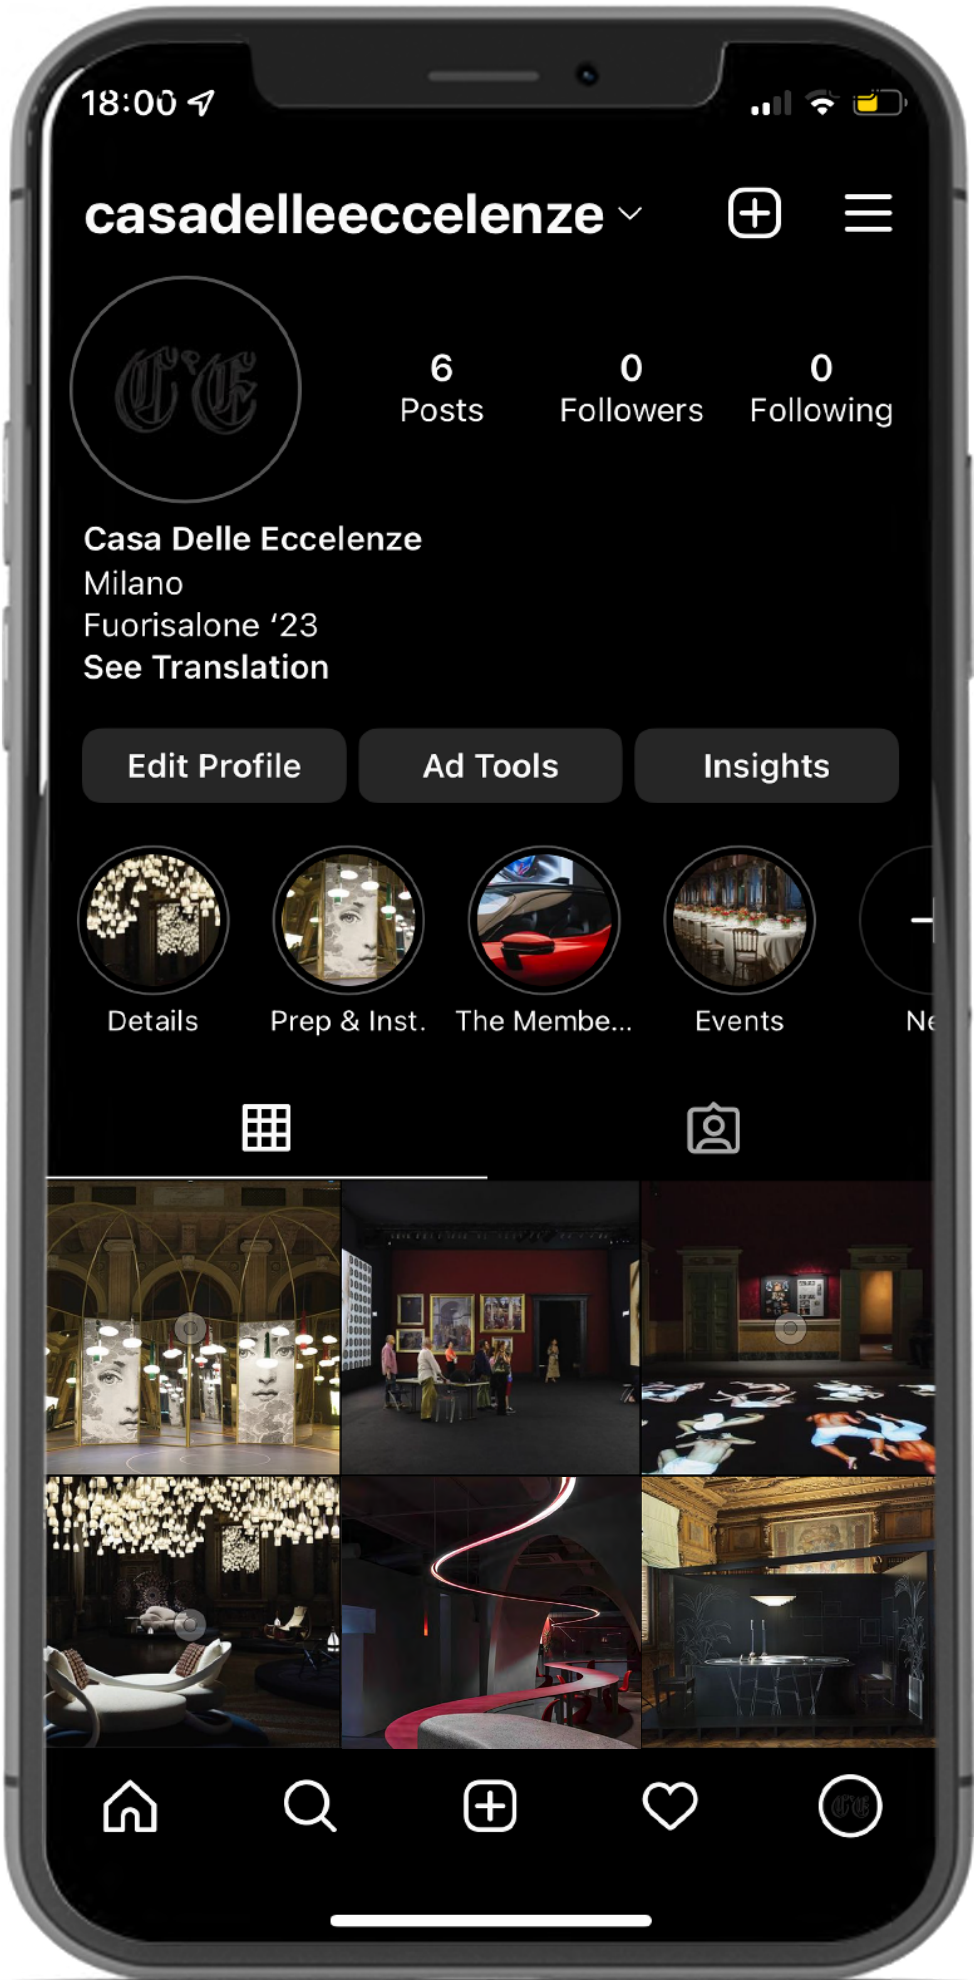 18:00
casadelleeccelenze
C'E
6 0 0
Posts Followers Following
Casa Delle Eccelenze
Milano
Fuorisalone ‘23
See Translation
Edit Profile Ad Tools Insights
Details Prep & Inst. The Membe... Events
C'E